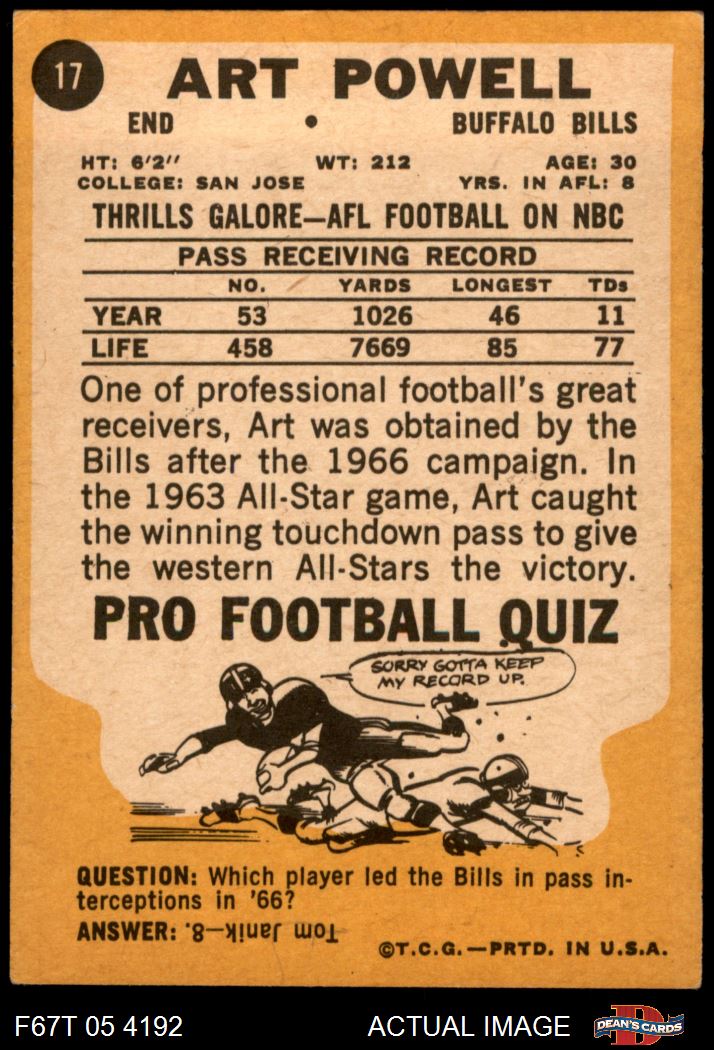 17
ART POWELL
END • BUFFALO BILLS
HT: 6'2" WT: 212 AGE: 30
COLLEGE: SAN JOSE YRS. IN AFL: 8
THRILLS GALORE—AFL FOOTBALL ON NBC
PASS RECEIVING RECORD
NO. YARDS LONGEST TDs
YEAR 53 1026 46 11
LIFE 458 7669 85 77
One of professional football's great
receivers, Art was obtained by the
Bills after the 1966 campaign. In
the 1963 All-Star game, Art caught
the winning touchdown pass to give
the western All-Stars the victory.
PRO FOOTBALL QUIZ
SORRY GOTTA KEEP
MY RECORD UP.
QUESTION: Which player led the Bills in pass in-
terceptions in '66?
ANSWER: Tom Janik—8.
©T.C.G.—PRTD. IN U.S.A.
F67T 05 4192 ACTUAL IMAGE D DEAN'S CARDS